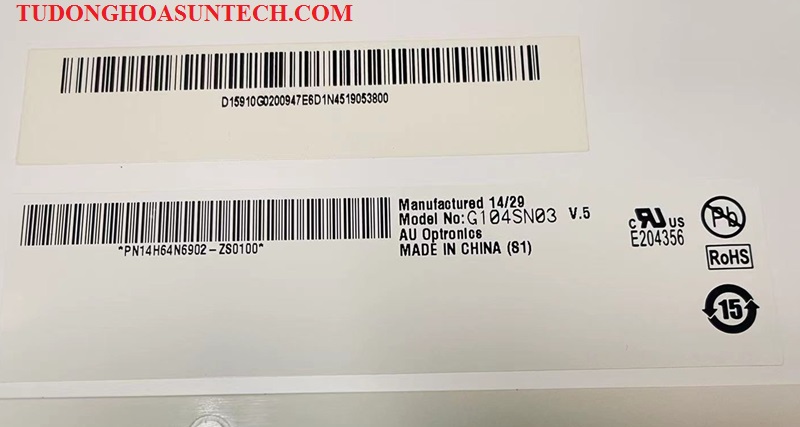 TUDONGHOASUNTECH.COM
D15910G0200947E6D1N4519053800
Manufactured 14/29
Model No:G104SN03 V.5
AU Optronics
MADE IN CHINA (S1)
*PN14H64N6902-ZS0100*
c RU US
E204356
Pb
RoHS
15